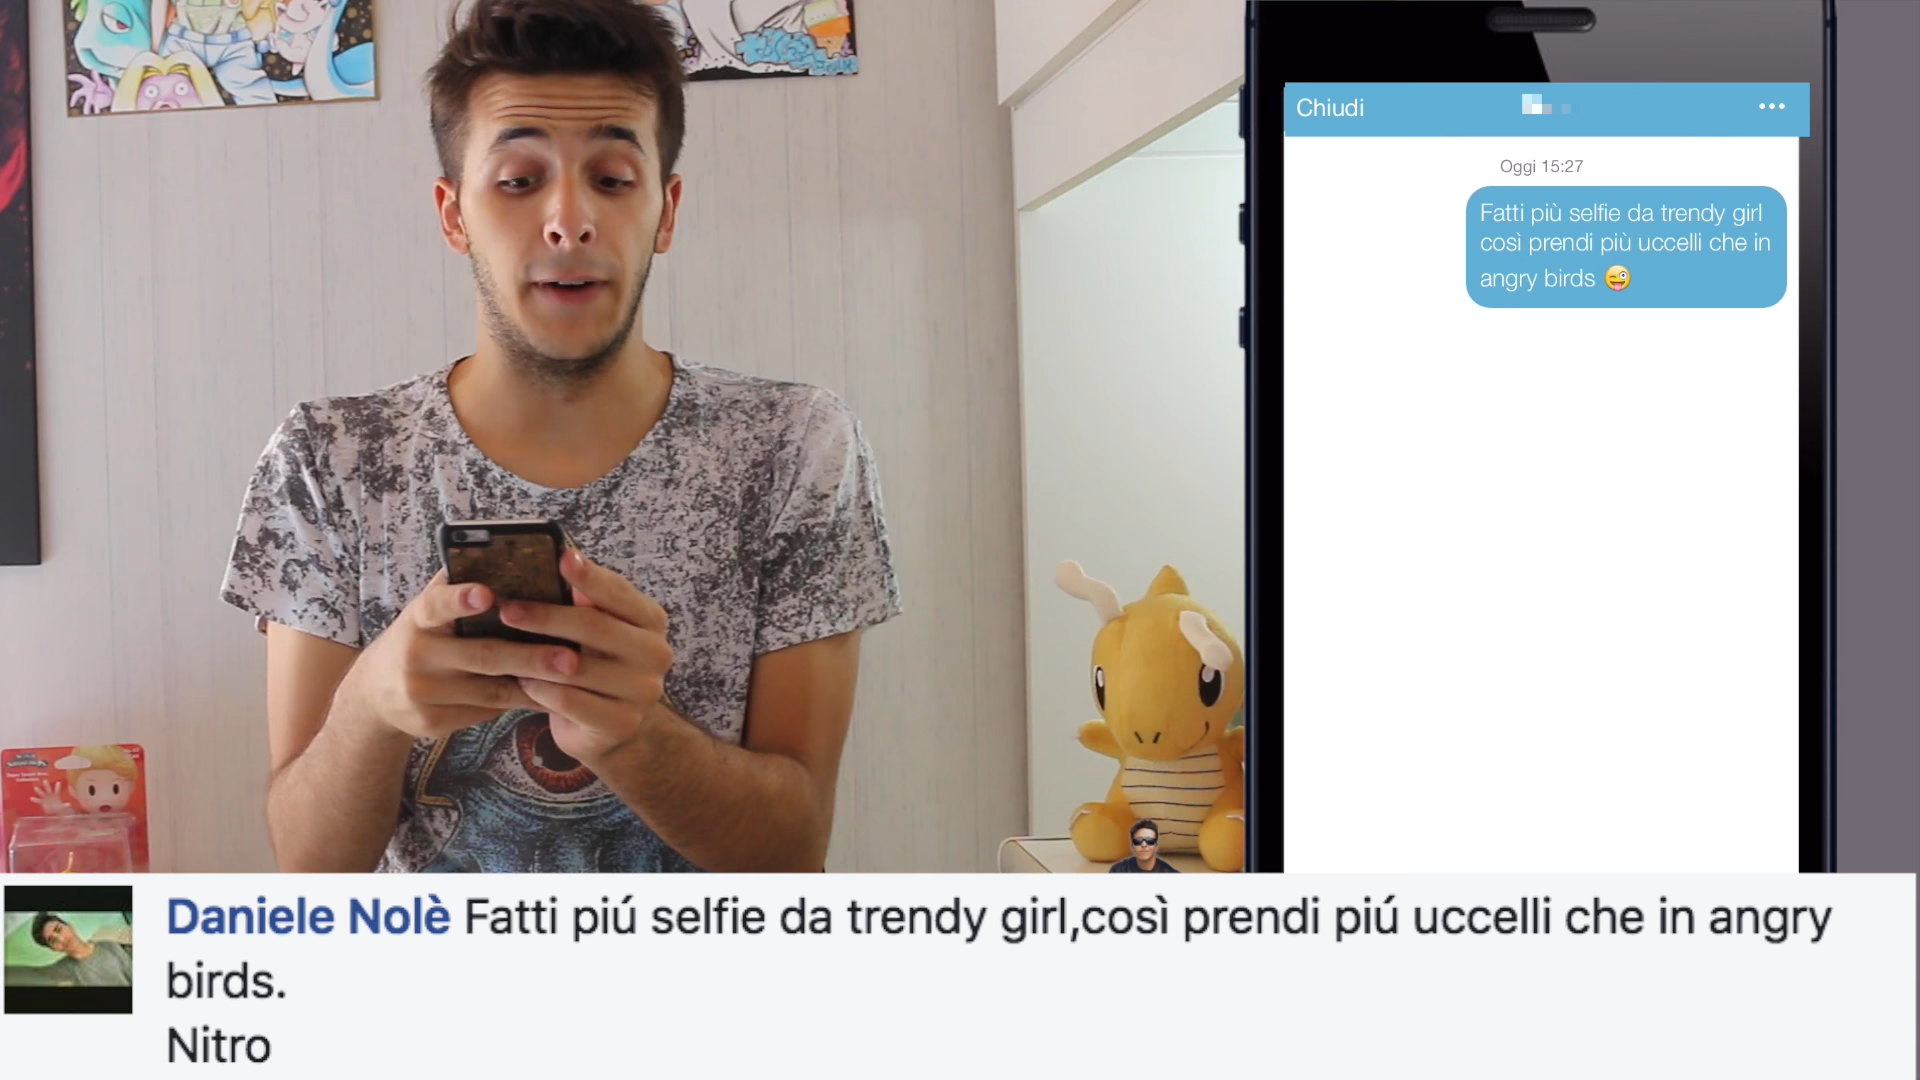 Chiudi
Oggi 15:27
Fatti più selfie da trendy girl
così prendi più uccelli che in
angry birds 😜
Daniele Nolè Fatti piú selfie da trendy girl,così prendi piú uccelli che in angry
birds.
Nitro